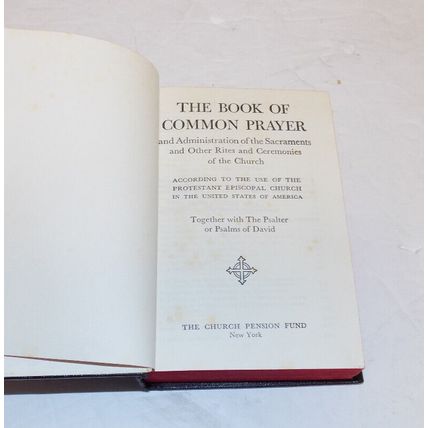 THE BOOK OF
COMMON PRAYER
and Administration of the Sacraments
and Other Rites and Ceremonies
of the Church
ACCORDING TO THE USE OF THE
PROTESTANT EPISCOPAL CHURCH
IN THE UNITED STATES OF AMERICA
Together with The Psalter
or Psalms of David
THE CHURCH PENSION FUND
New York